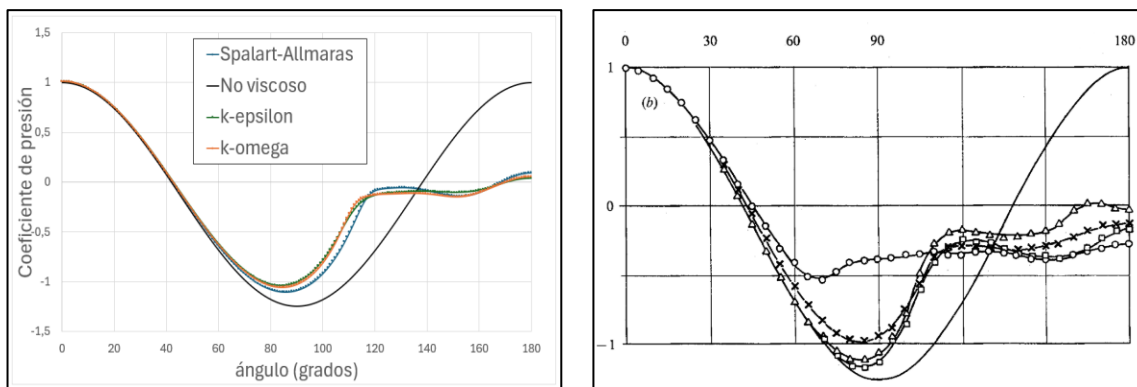 1,5
1
0,5
0
-0,5
-1
-1,5
Coeficiente de presión
Spalart-Allmaras
No viscoso
k-epsilon
k-omega
0 20 40 60 80 100 120 140 160 180
ángulo (grados)
0 30 60 90 180
1
(b)
0
−1